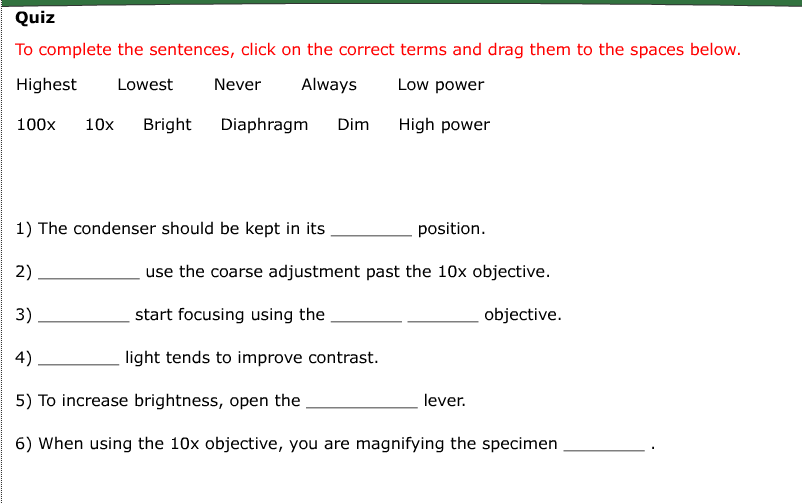 Quiz
To complete the sentences, click on the correct terms and drag them to the spaces below.
Highest Lowest Never Always Low power
100x 10x Bright Diaphragm Dim High power
1) The condenser should be kept in its _________ position.
2) ___________ use the coarse adjustment past the 10x objective.
3) __________ start focusing using the ________ ________ objective.
4) _________ light tends to improve contrast.
5) To increase brightness, open the ____________ lever.
6) When using the 10x objective, you are magnifying the specimen _________ .